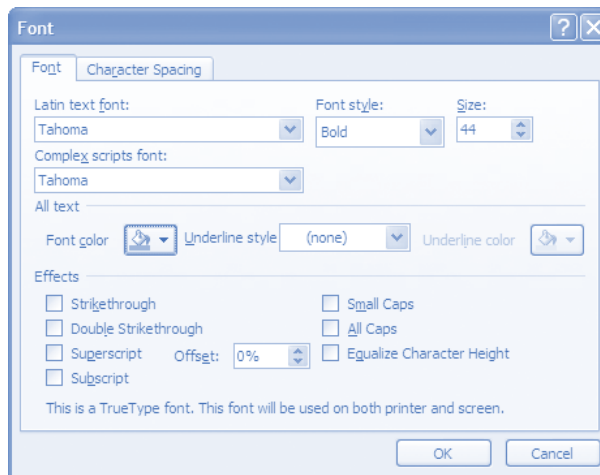 Font
Font Character Spacing
Latin text font: Font style: Size:
Tahoma Bold 44
Complex scripts font:
Tahoma
All text
Font color Underline style (none) Underline color
Effects
Strikethrough Small Caps
Double Strikethrough All Caps
Superscript Offset: 0% Equalize Character Height
Subscript
This is a TrueType font. This font will be used on both printer and screen.
OK Cancel